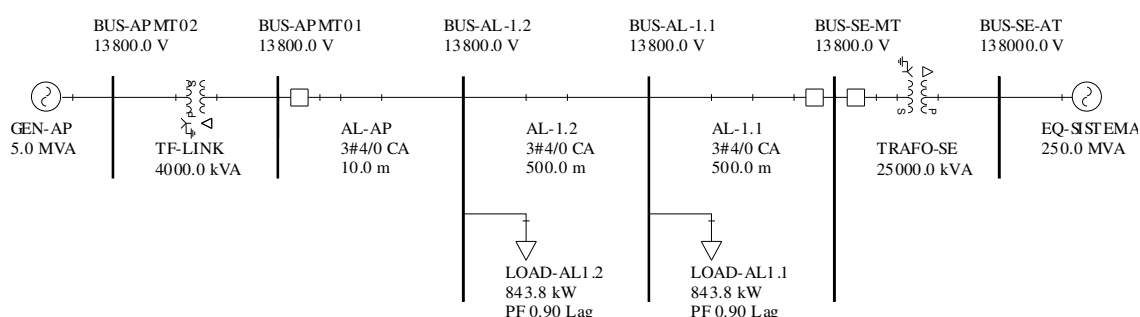 BUS-APMT02
13800.0 V
BUS-APMT01
13800.0 V
BUS-AL-1.2
13800.0 V
BUS-AL-1.1
13800.0 V
BUS-SE-MT
13800.0 V
BUS-SE-AT
138000.0 V
S
P
S
P
GEN-AP
5.0 MVA
TF-LINK
4000.0 kVA
AL-AP
3#4/0 CA
10.0 m
AL-1.2
3#4/0 CA
500.0 m
AL-1.1
3#4/0 CA
500.0 m
TRAFO-SE
25000.0 kVA
EQ-SISTEMA
250.0 MVA
LOAD-AL1.2
843.8 kW
PF 0.90 Lag
LOAD-AL1.1
843.8 kW
PF 0.90 Lag